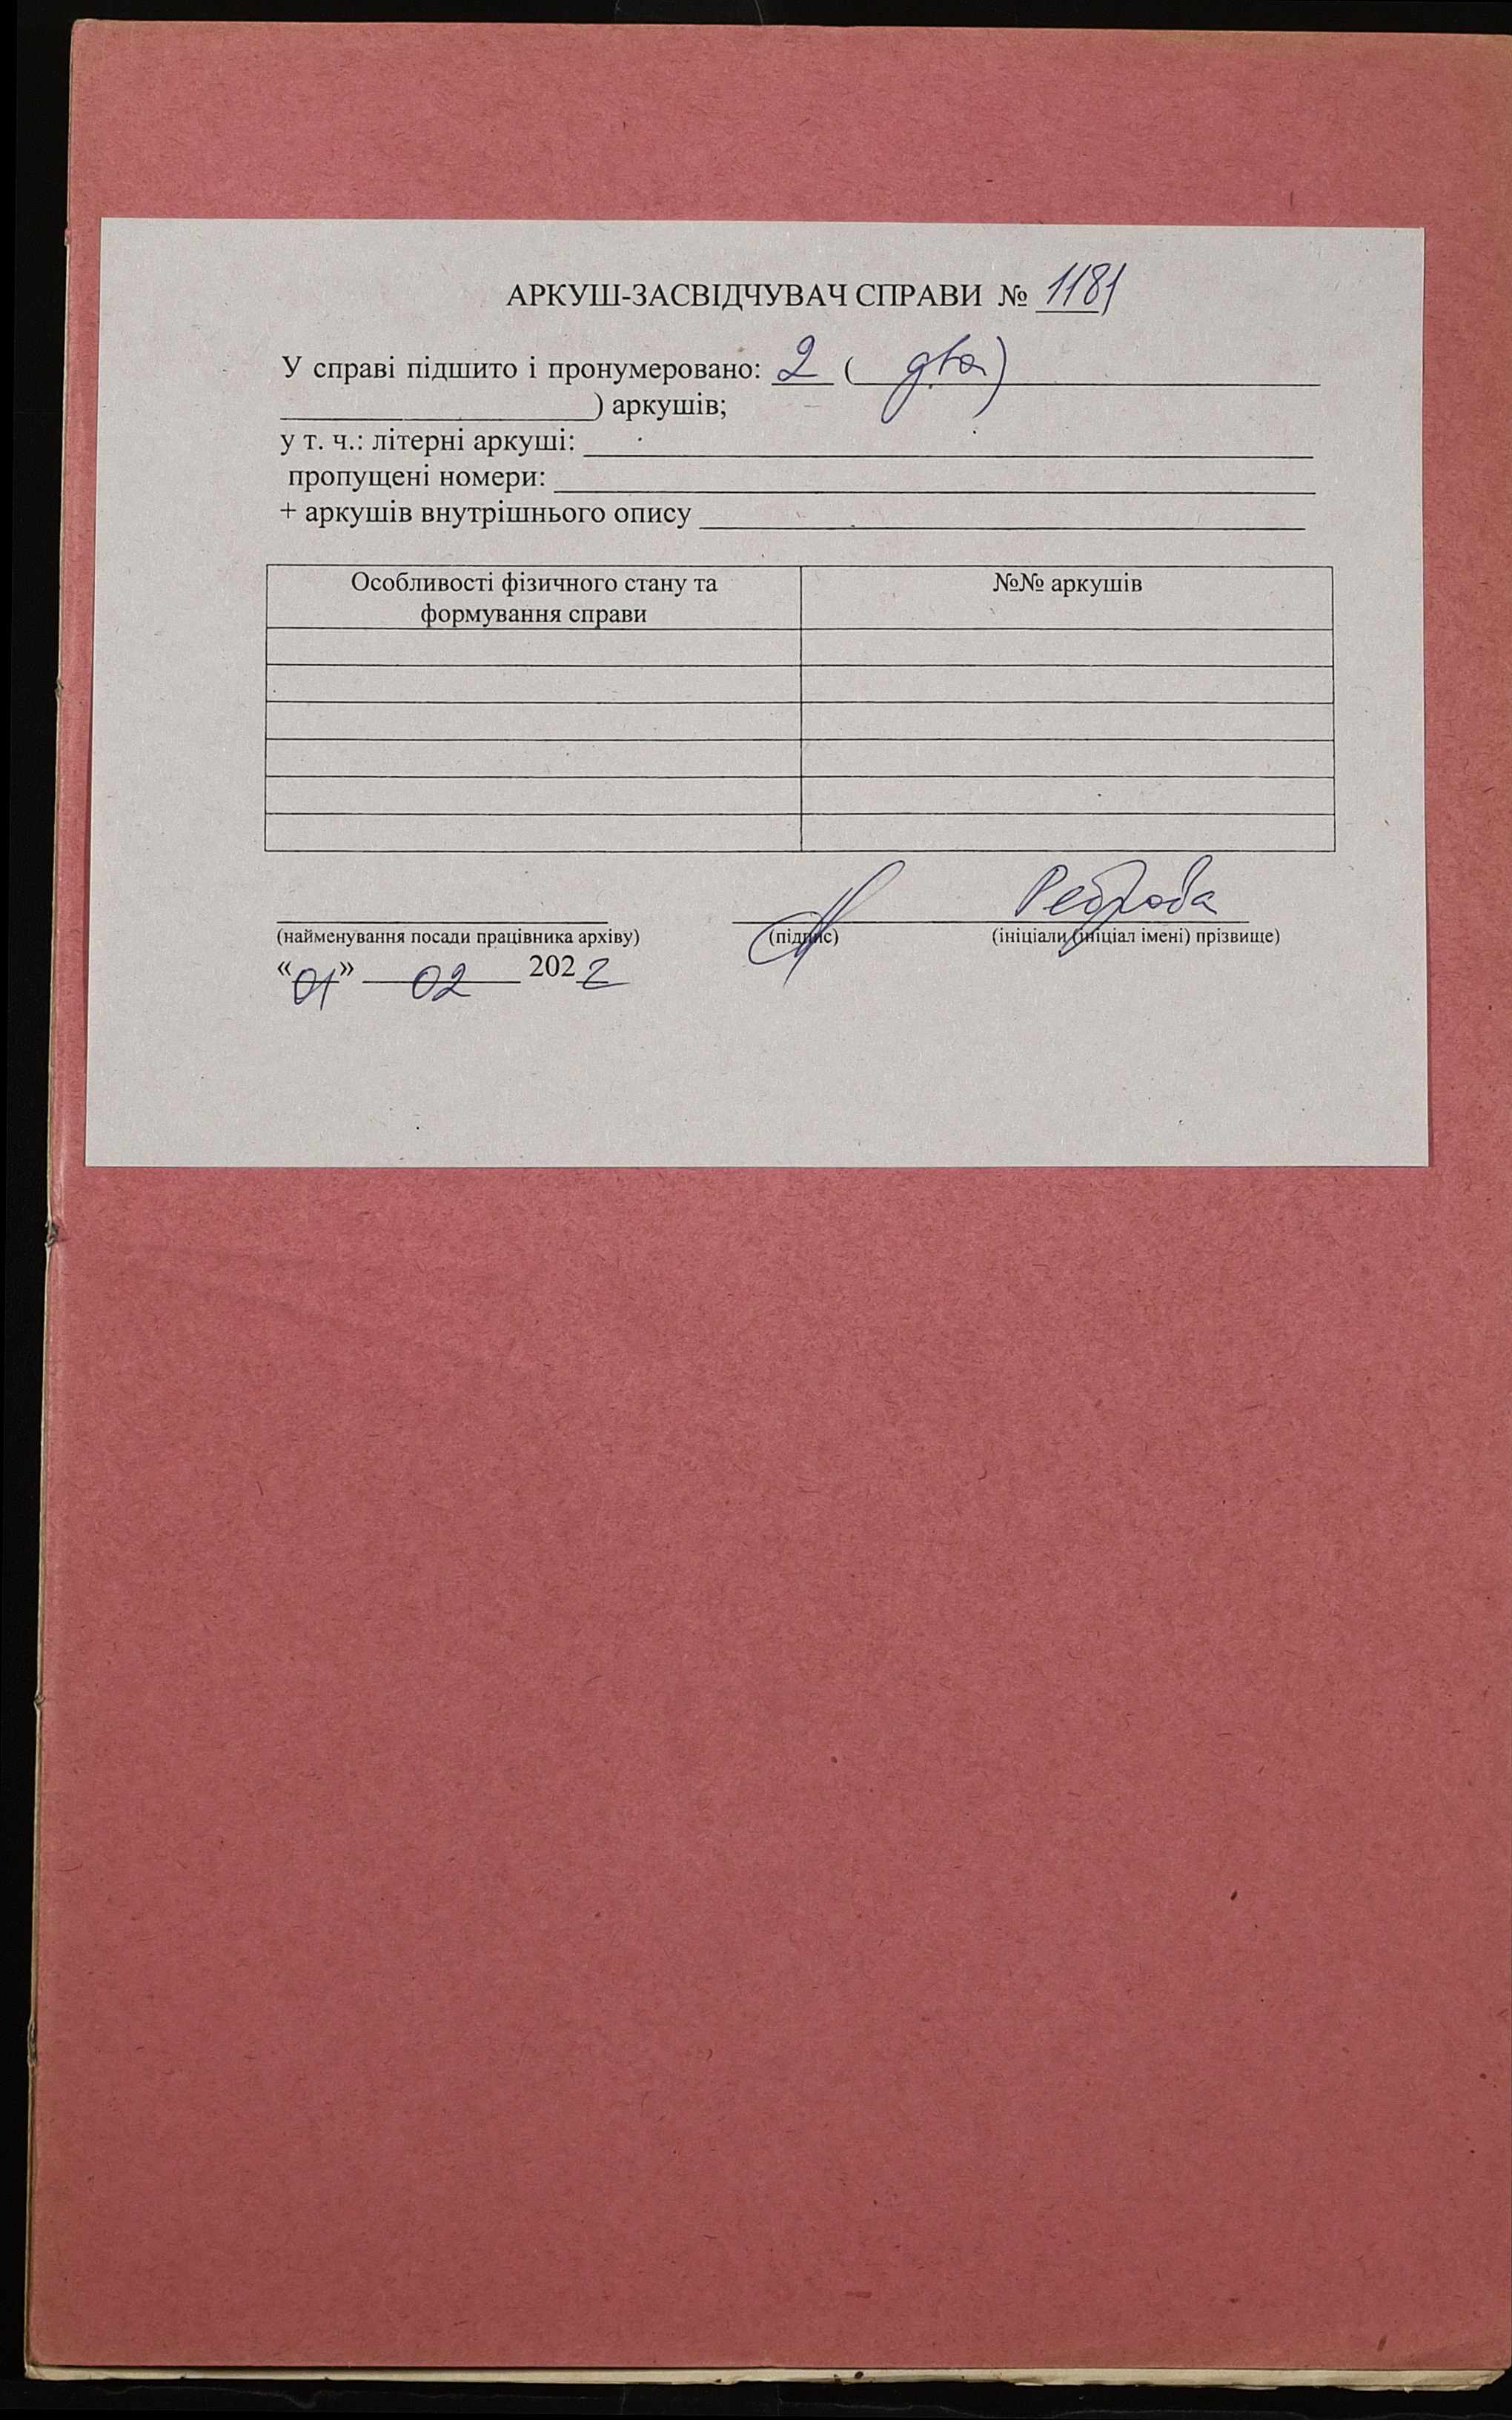 АРКУШ-ЗАСВІДЧУВАЧ СПРАВИ № 1181
У справі підшито і пронумеровано: 2 ( два)
) аркушів;
у т. ч.: літерні аркуші:
пропущені номери:
+ аркушів внутрішнього опису
Особливості фізичного стану та №№ аркушів
формування справи
Реброва
(найменування посади працівника архіву) (підпис) (ініціали (ініціал імені) прізвище)
«01» 02 2022